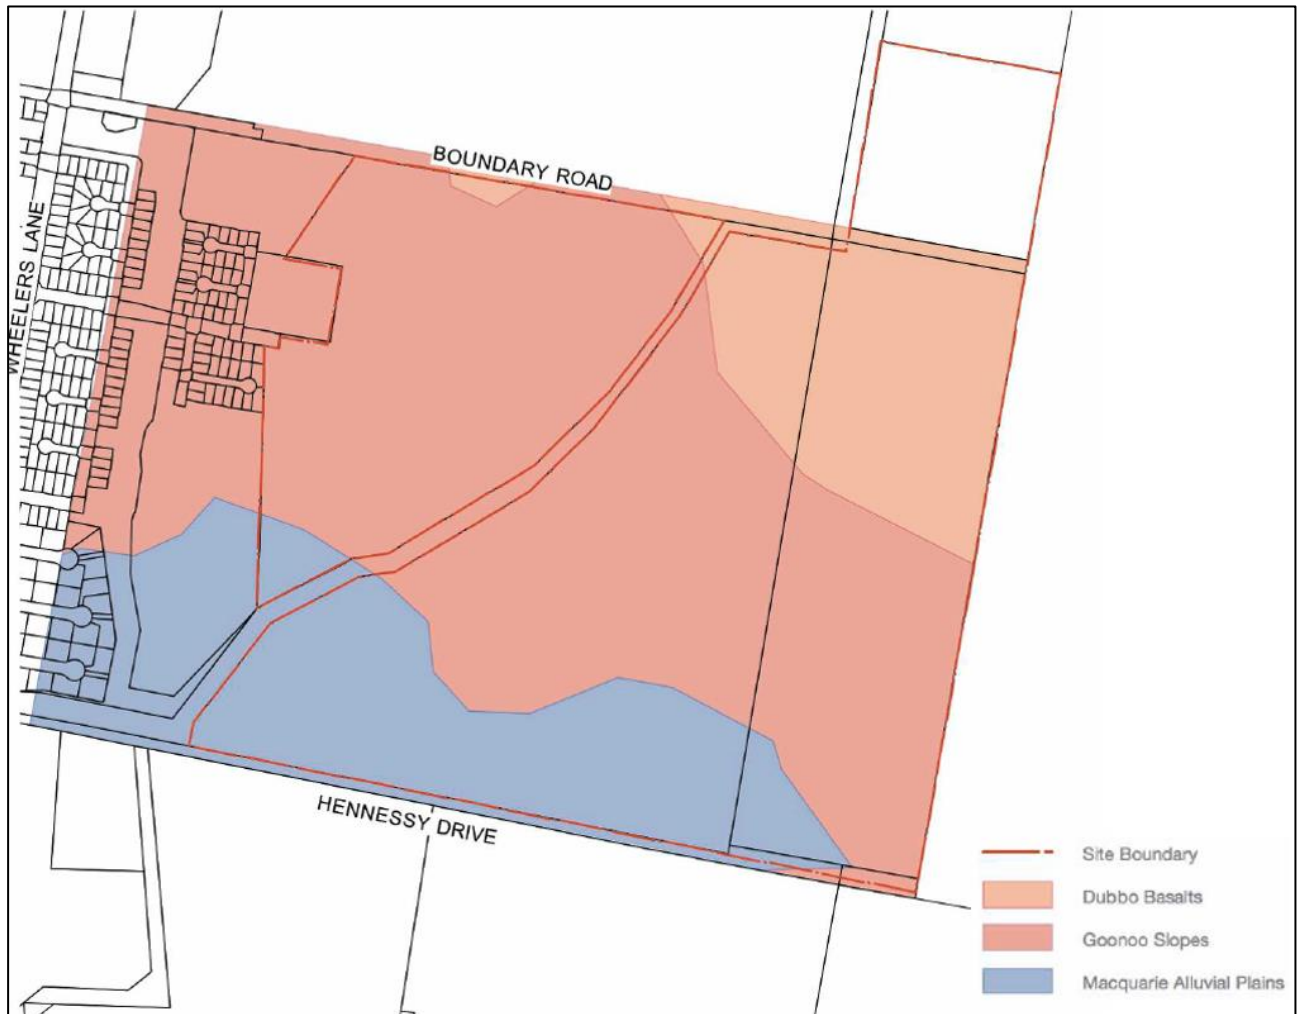 BOUNDARY ROAD
WHEELERS LANE
HENNESSY DRIVE
Site Boundary
Dubbo Basalts
Goonoo Slopes
Macquarie Alluvial Plains